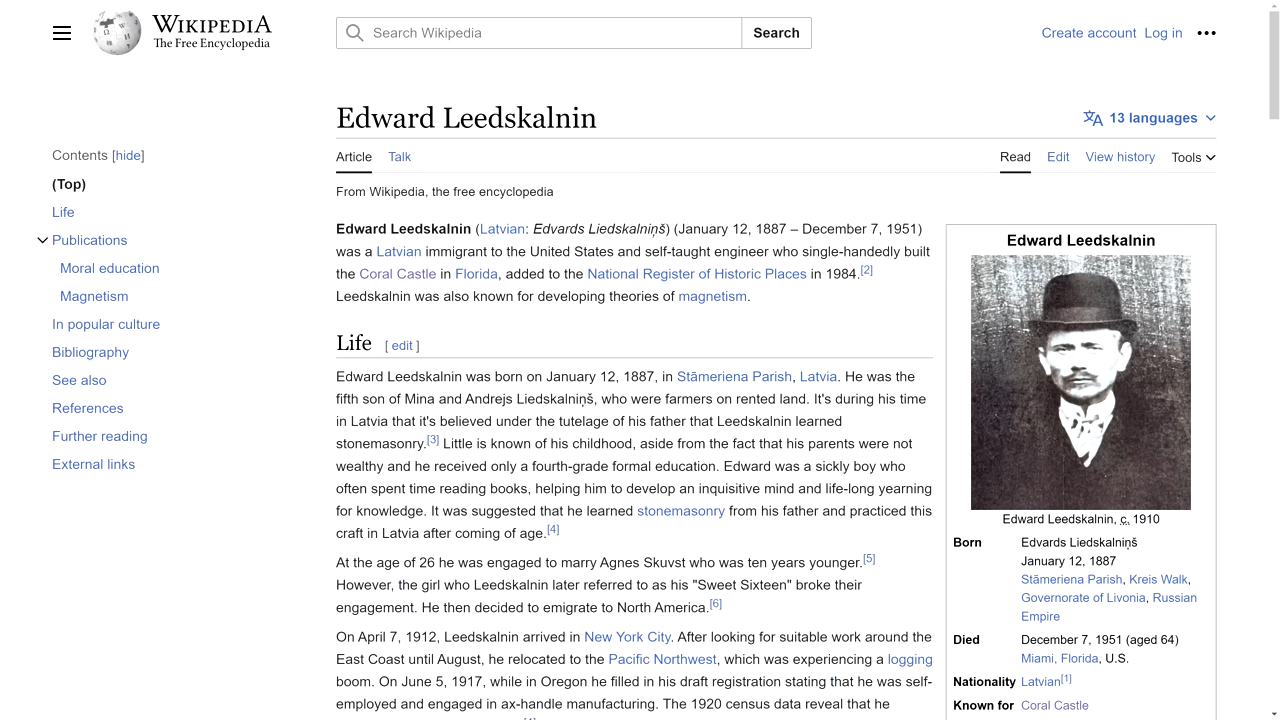 WIKIPEDIA
The Free Encyclopedia
Search Wikipedia
Search
Create account Log in
Edward Leedskalnin
13 languages
Article Talk
Read Edit View history Tools
From Wikipedia, the free encyclopedia
Contents [hide]
(Top)
Life
Publications
Moral education
Magnetism
In popular culture
Bibliography
See also
References
Further reading
External links
Edward Leedskalnin (Latvian: Edvards Liedskalniņš) (January 12, 1887 – December 7, 1951)
was a Latvian immigrant to the United States and self-taught engineer who single-handedly built
the Coral Castle in Florida, added to the National Register of Historic Places in 1984.[2]
Leedskalnin was also known for developing theories of magnetism.
Life [ edit ]
Edward Leedskalnin was born on January 12, 1887, in Stāmeriena Parish, Latvia. He was the
fifth son of Mina and Andrejs Liedskalniņš, who were farmers on rented land. It's during his time
in Latvia that it's believed under the tutelage of his father that Leedskalnin learned
stonemasonry.[3] Little is known of his childhood, aside from the fact that his parents were not
wealthy and he received only a fourth-grade formal education. Edward was a sickly boy who
often spent time reading books, helping him to develop an inquisitive mind and life-long yearning
for knowledge. It was suggested that he learned stonemasonry from his father and practiced this
craft in Latvia after coming of age.[4]
At the age of 26 he was engaged to marry Agnes Skuvst who was ten years younger.[5]
However, the girl who Leedskalnin later referred to as his "Sweet Sixteen" broke their
engagement. He then decided to emigrate to North America.[6]
On April 7, 1912, Leedskalnin arrived in New York City. After looking for suitable work around the
East Coast until August, he relocated to the Pacific Northwest, which was experiencing a logging
boom. On June 5, 1917, while in Oregon he filled in his draft registration stating that he was self-
employed and engaged in ax-handle manufacturing. The 1920 census data reveal that he
Edward Leedskalnin
Edward Leedskalnin, c. 1910
Born Edvards Liedskalniņš
January 12, 1887
Stāmeriena Parish, Kreis Walk,
Governorate of Livonia, Russian
Empire
Died December 7, 1951 (aged 64)
Miami, Florida, U.S.
Nationality Latvian[1]
Known for Coral Castle